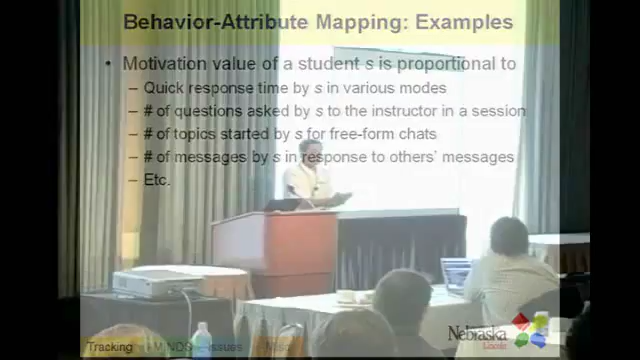 Behavior-Attribute Mapping: Examples
• Motivation value of a student s is proportional to
– Quick response time by s in various modes
– # of questions asked by s to the instructor in a session
– # of topics started by s for free-form chats
– # of messages by s in response to others' messages
– Etc.
Tracking – MINDS – Issues – Misc
Nebraska
Lincoln